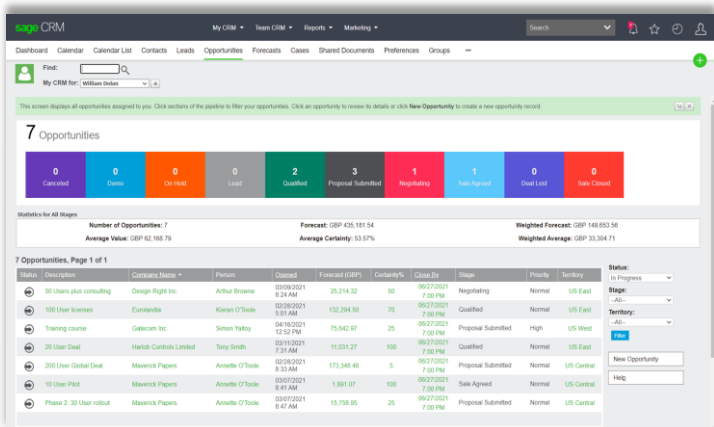 sage CRM
My CRM Team CRM Reports Marketing Search
Dashboard Calendar Calendar List Contacts Leads Opportunities Forecasts Cases Shared Documents Preferences Groups
Find:
My CRM for: William Dolan
This screen displays all opportunities assigned to you. Click sections of the pipeline to filter your opportunities. Click an opportunity to review its details or click New Opportunity to create a new opportunity record.
7 Opportunities
0 0 0 0 2 3 1 1 0 0
Canceled Demo On Hold Lead Qualified Proposal Submitted Negotiating Sale Agreed Deal Lost Sale Closed
Statistics for All Stages
Number of Opportunities: 7 Forecast: GBP 435,181.54 Weighted Forecast: GBP 149,653.56
Average Value: GBP 62,168.79 Average Certainty: 53.57% Weighted Average: GBP 33,394.71
7 Opportunities, Page 1 of 1
Status Description Company Name Person Opened Forecast (GBP) Certainty% Close By Stage Priority Territory
50 Users plus consulting Design Right Inc. Arthur Browne 03/09/2021 8:24 AM 25,214.32 50 06/27/2021 7:00 PM Negotiating Normal US East
100 User licenses Eurolandia Kieran O'Toole 02/28/2021 5:01 AM 132,294.50 70 06/27/2021 7:00 PM Qualified Normal US East
Training course Gatecom Inc. Simon Yalloy 04/16/2021 12:52 PM 75,642.97 25 06/27/2021 7:00 PM Proposal Submitted High US West
20 User Deal Hartob Controls Limited Tony Smith 03/11/2021 7:31 AM 11,031.27 100 06/27/2021 7:00 PM Qualified Normal US East
200 User Global Deal Maverick Papers Annette O'Toole 02/28/2021 8:33 AM 173,348.46 5 06/27/2021 7:00 PM Proposal Submitted Normal US Central
10 User Pilot Maverick Papers Annette O'Toole 03/07/2021 8:41 AM 1,891.07 100 06/27/2021 7:00 PM Sale Agreed Normal US Central
Phase 2: 30 User rollout Maverick Papers Annette O'Toole 03/07/2021 8:47 AM 15,758.95 25 06/27/2021 7:00 PM Proposal Submitted Normal US Central
Status:
In Progress
Stage:
--All--
Territory:
--All--
Filter
New Opportunity
Help